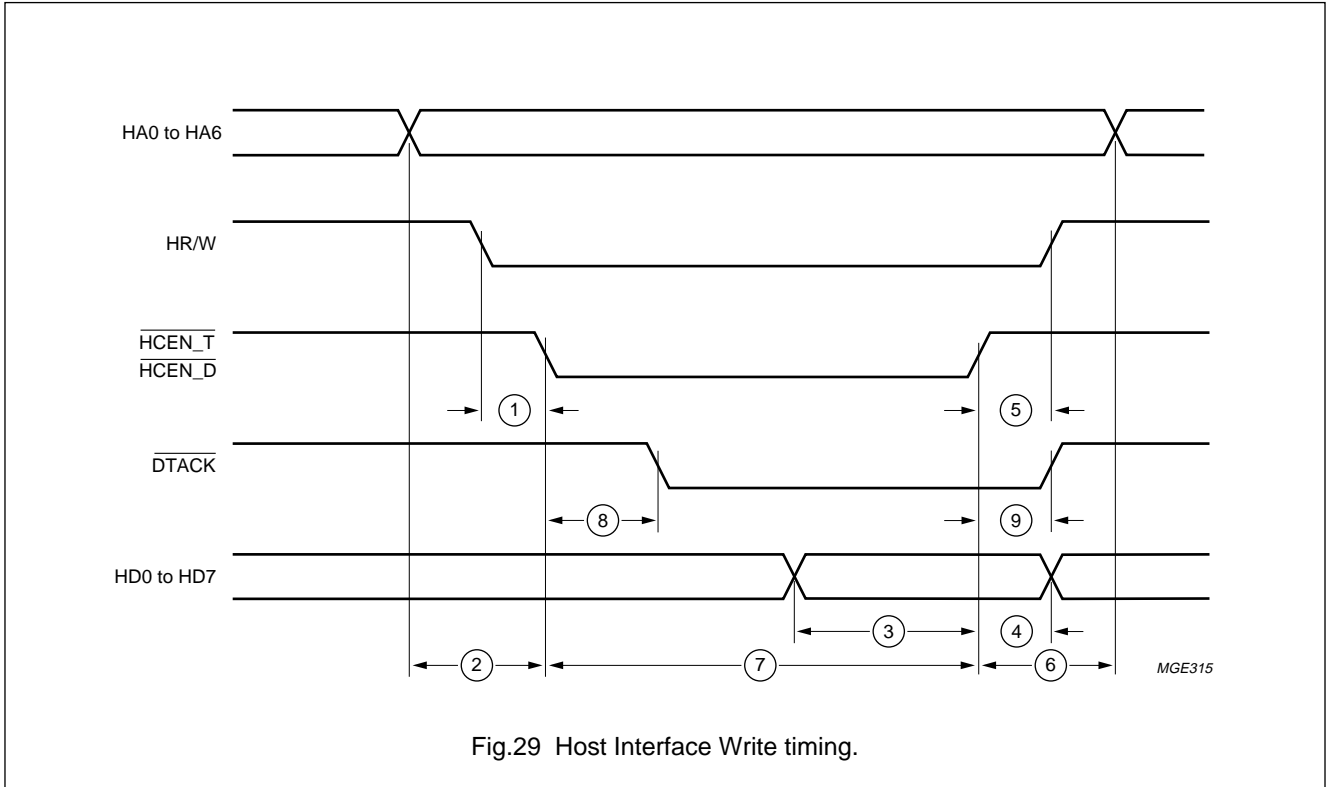 HA0 to HA6
HR/W
HCEN_T
HCEN_D
1
5
DTACK
8
9
HD0 to HD7
3
4
2
7
6
MGE315
Fig.29 Host Interface Write timing.